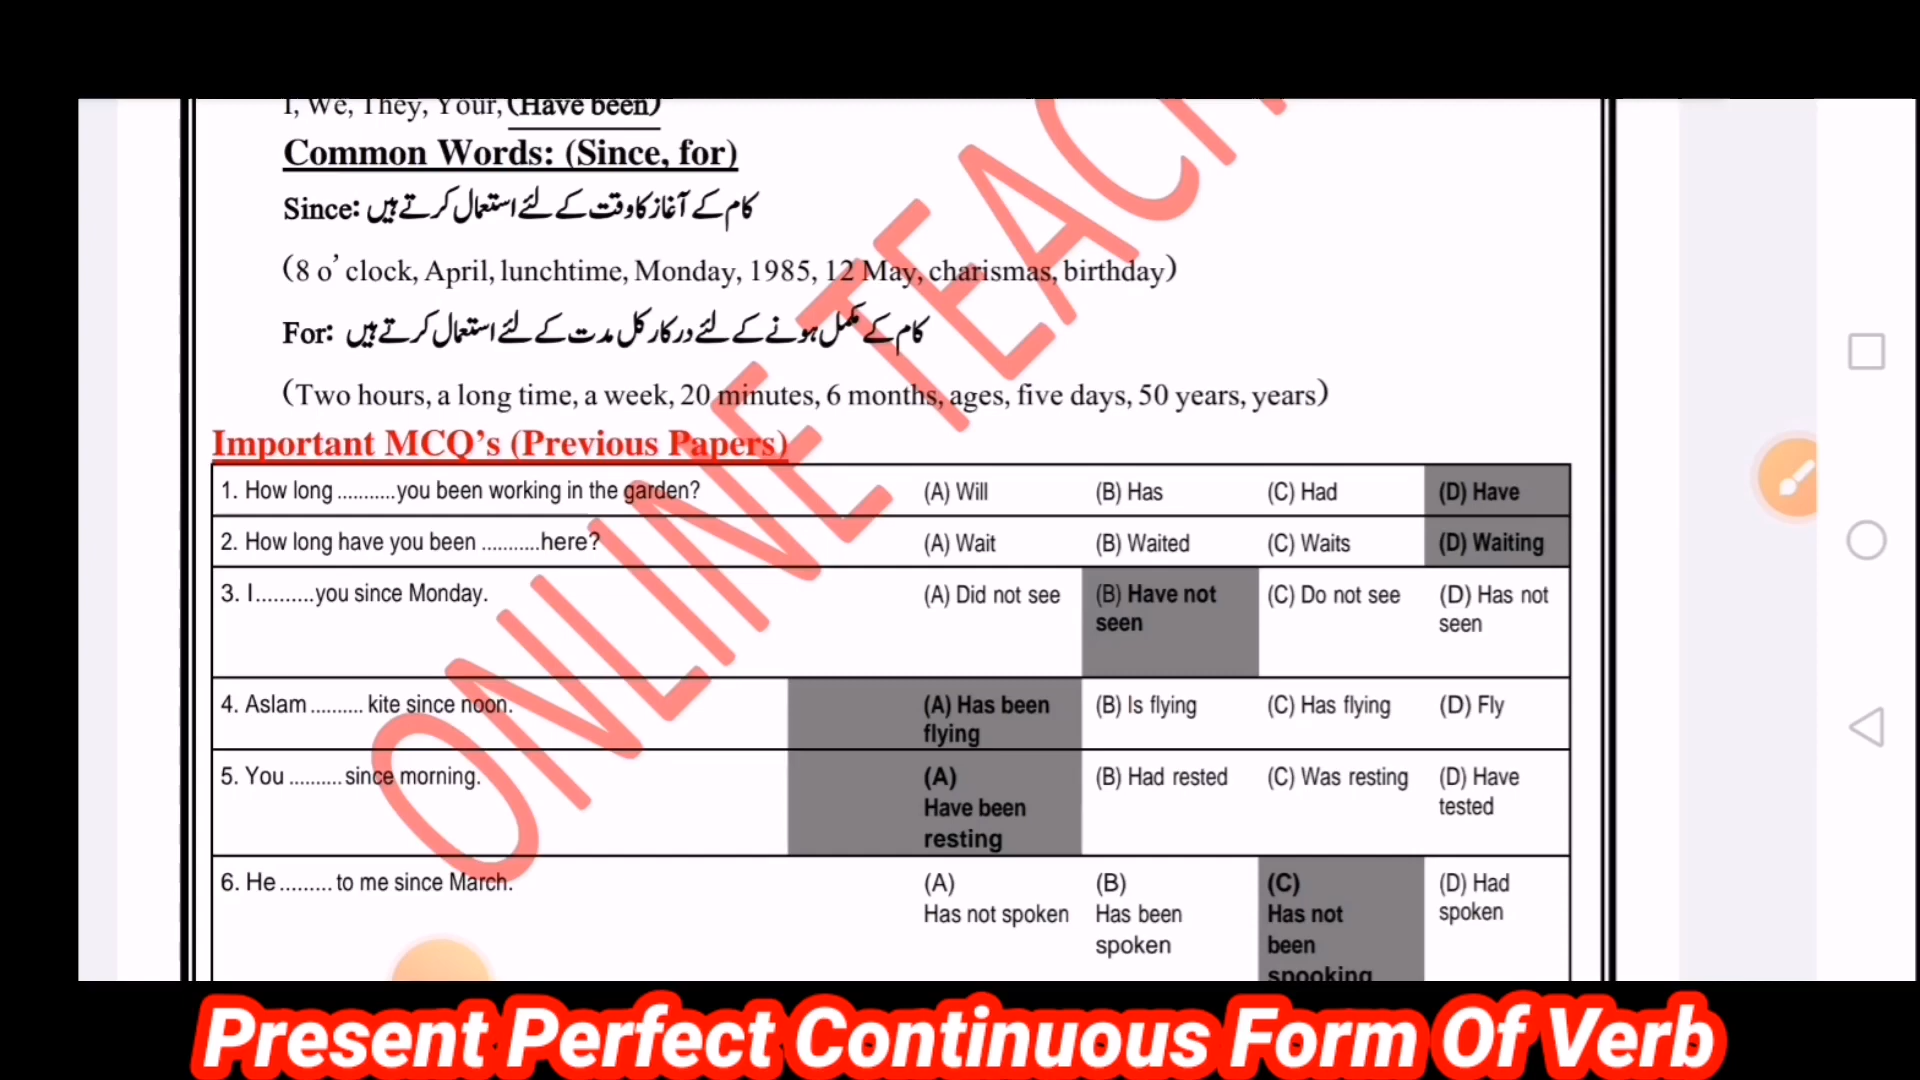 I, We, They, Your, (Have been)
Common Words: (Since, for)
Since: کام کے آغاز کا وقت کے لئے استعمال کرتے ہیں
(8 o’ clock, April, lunchtime, Monday, 1985, 12 May, charismas, birthday)
For: کام کے مکمل ہونے کے لئے درکار کل مدت کے لئے استعمال کرتے ہیں
(Two hours, a long time, a week, 20 minutes, 6 months, ages, five days, 50 years, years)
Important MCQ’s (Previous Papers)
1. How long ...........you been working in the garden? (A) Will (B) Has (C) Had (D) Have
2. How long have you been ...........here? (A) Wait (B) Waited (C) Waits (D) Waiting
3. I...........you since Monday. (A) Did not see (B) Have not seen (C) Do not see (D) Has not seen
4. Aslam .......... kite since noon. (A) Has been flying (B) Is flying (C) Has flying (D) Fly
5. You .......... since morning. (A) Have been resting (B) Had rested (C) Was resting (D) Have tested
6. He ......... to me since March. (A) Has not spoken (B) Has been spoken (C) Has not been spooking (D) Had spoken
ONLINE TEACH
Present Perfect Continuous Form Of Verb